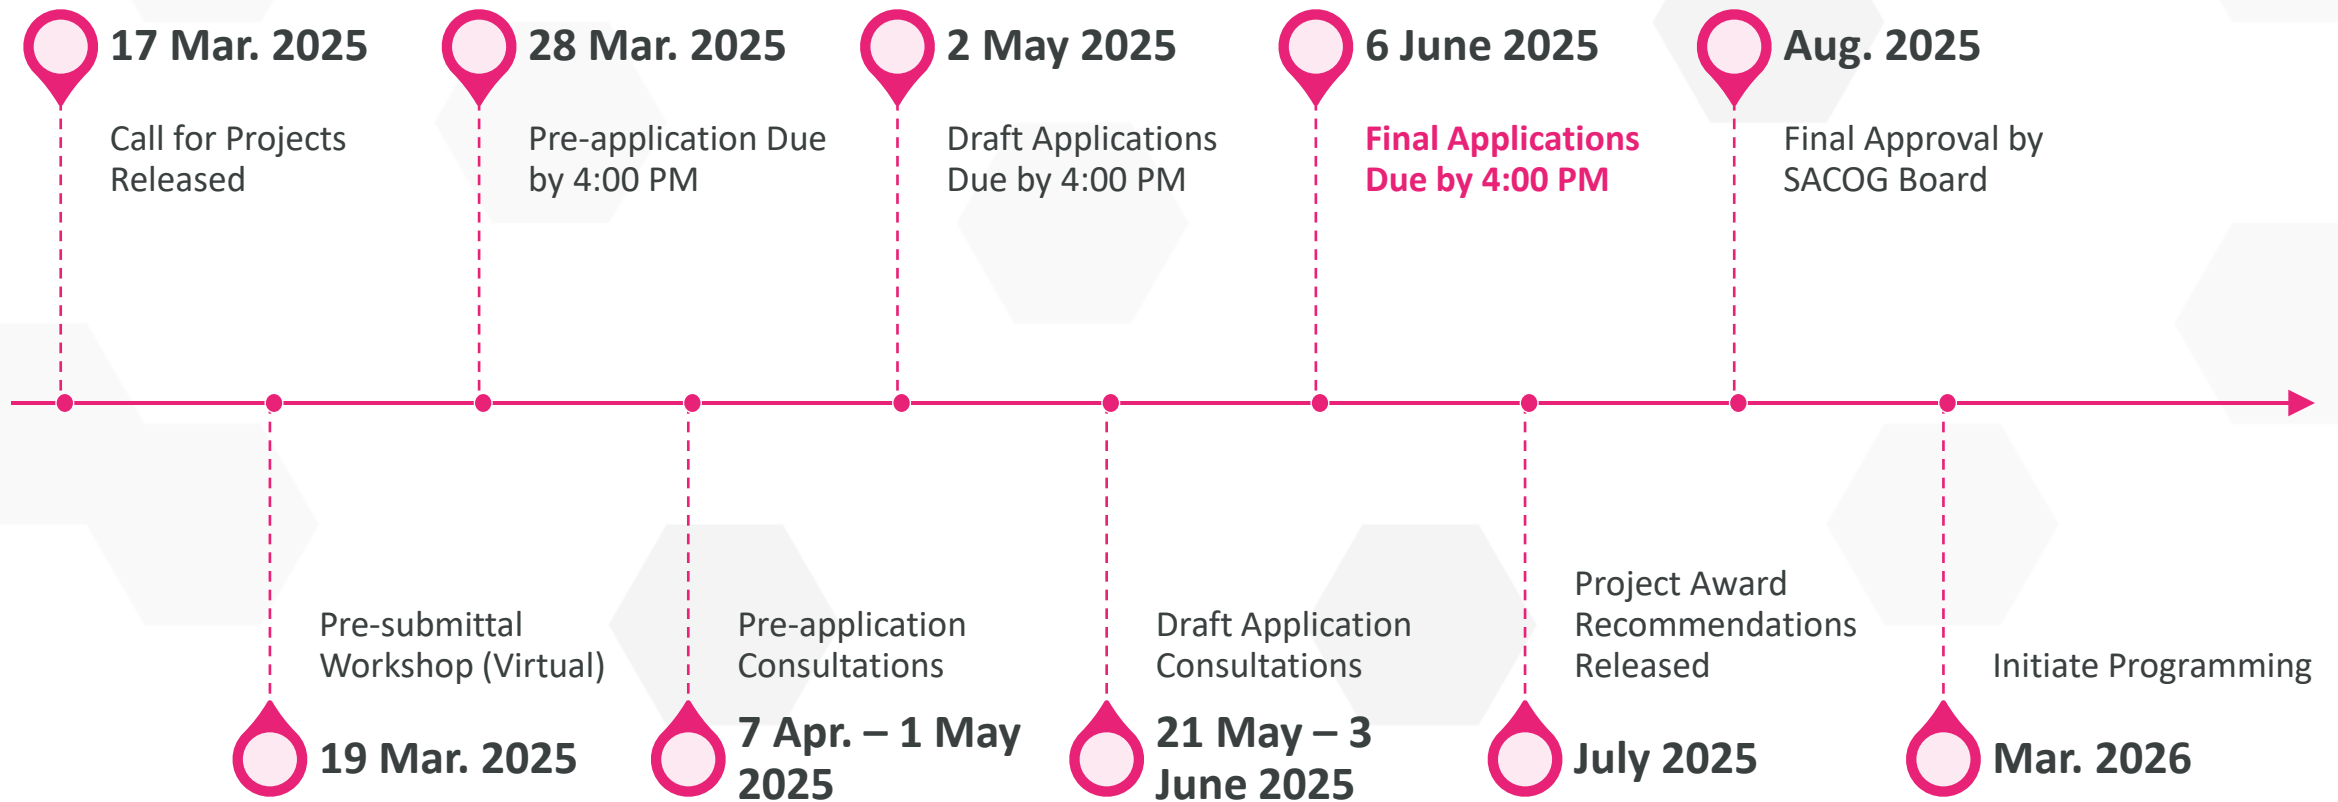 17 Mar. 2025
Call for Projects
Released
28 Mar. 2025
Pre-application Due
by 4:00 PM
2 May 2025
Draft Applications
Due by 4:00 PM
6 June 2025
Final Applications
Due by 4:00 PM
Aug. 2025
Final Approval by
SACOG Board
Pre-submittal
Workshop (Virtual)
19 Mar. 2025
Pre-application
Consultations
7 Apr. – 1 May
2025
Draft Application
Consultations
21 May – 3
June 2025
Project Award
Recommendations
Released
July 2025
Initiate Programming
Mar. 2026